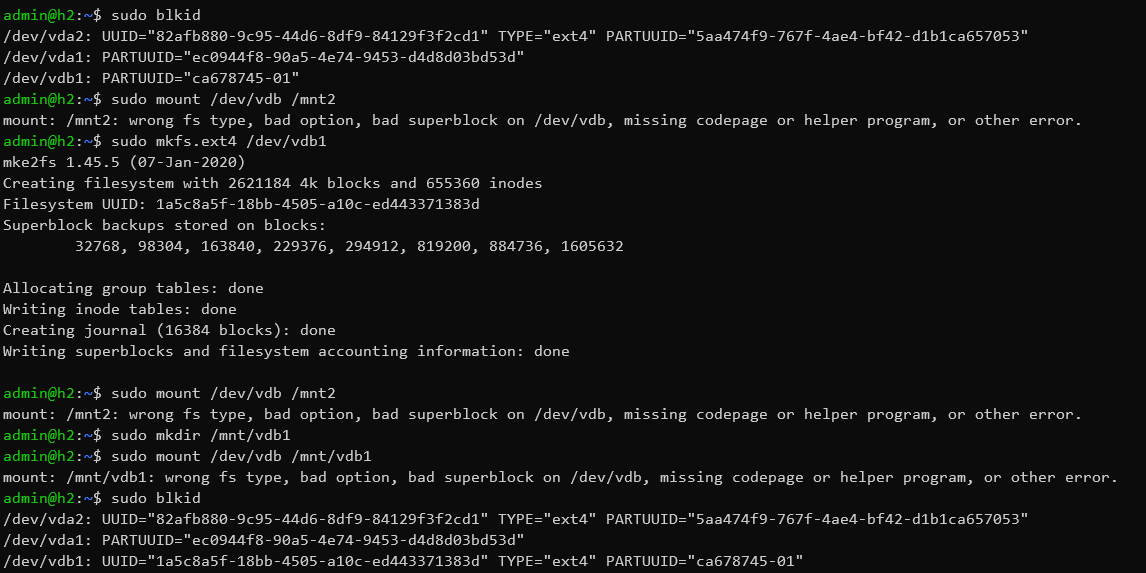 admin@h2:~$ sudo blkid
/dev/vda2: UUID="82afb880-9c95-44d6-8df9-84129f3f2cd1" TYPE="ext4" PARTUUID="5aa474f9-767f-4ae4-bf42-d1b1ca657053"
/dev/vda1: PARTUUID="ec0944f8-90a5-4e74-9453-d4d8d03bd53d"
/dev/vdb1: PARTUUID="ca678745-01"
admin@h2:~$ sudo mount /dev/vdb /mnt2
mount: /mnt2: wrong fs type, bad option, bad superblock on /dev/vdb, missing codepage or helper program, or other error.
admin@h2:~$ sudo mkfs.ext4 /dev/vdb1
mke2fs 1.45.5 (07-Jan-2020)
Creating filesystem with 2621184 4k blocks and 655360 inodes
Filesystem UUID: 1a5c8a5f-18bb-4505-a10c-ed443371383d
Superblock backups stored on blocks:
        32768, 98304, 163840, 229376, 294912, 819200, 884736, 1605632

Allocating group tables: done
Writing inode tables: done
Creating journal (16384 blocks): done
Writing superblocks and filesystem accounting information: done

admin@h2:~$ sudo mount /dev/vdb /mnt2
mount: /mnt2: wrong fs type, bad option, bad superblock on /dev/vdb, missing codepage or helper program, or other error.
admin@h2:~$ sudo mkdir /mnt/vdb1
admin@h2:~$ sudo mount /dev/vdb /mnt/vdb1
mount: /mnt/vdb1: wrong fs type, bad option, bad superblock on /dev/vdb, missing codepage or helper program, or other error.
admin@h2:~$ sudo blkid
/dev/vda2: UUID="82afb880-9c95-44d6-8df9-84129f3f2cd1" TYPE="ext4" PARTUUID="5aa474f9-767f-4ae4-bf42-d1b1ca657053"
/dev/vda1: PARTUUID="ec0944f8-90a5-4e74-9453-d4d8d03bd53d"
/dev/vdb1: UUID="1a5c8a5f-18bb-4505-a10c-ed443371383d" TYPE="ext4" PARTUUID="ca678745-01"